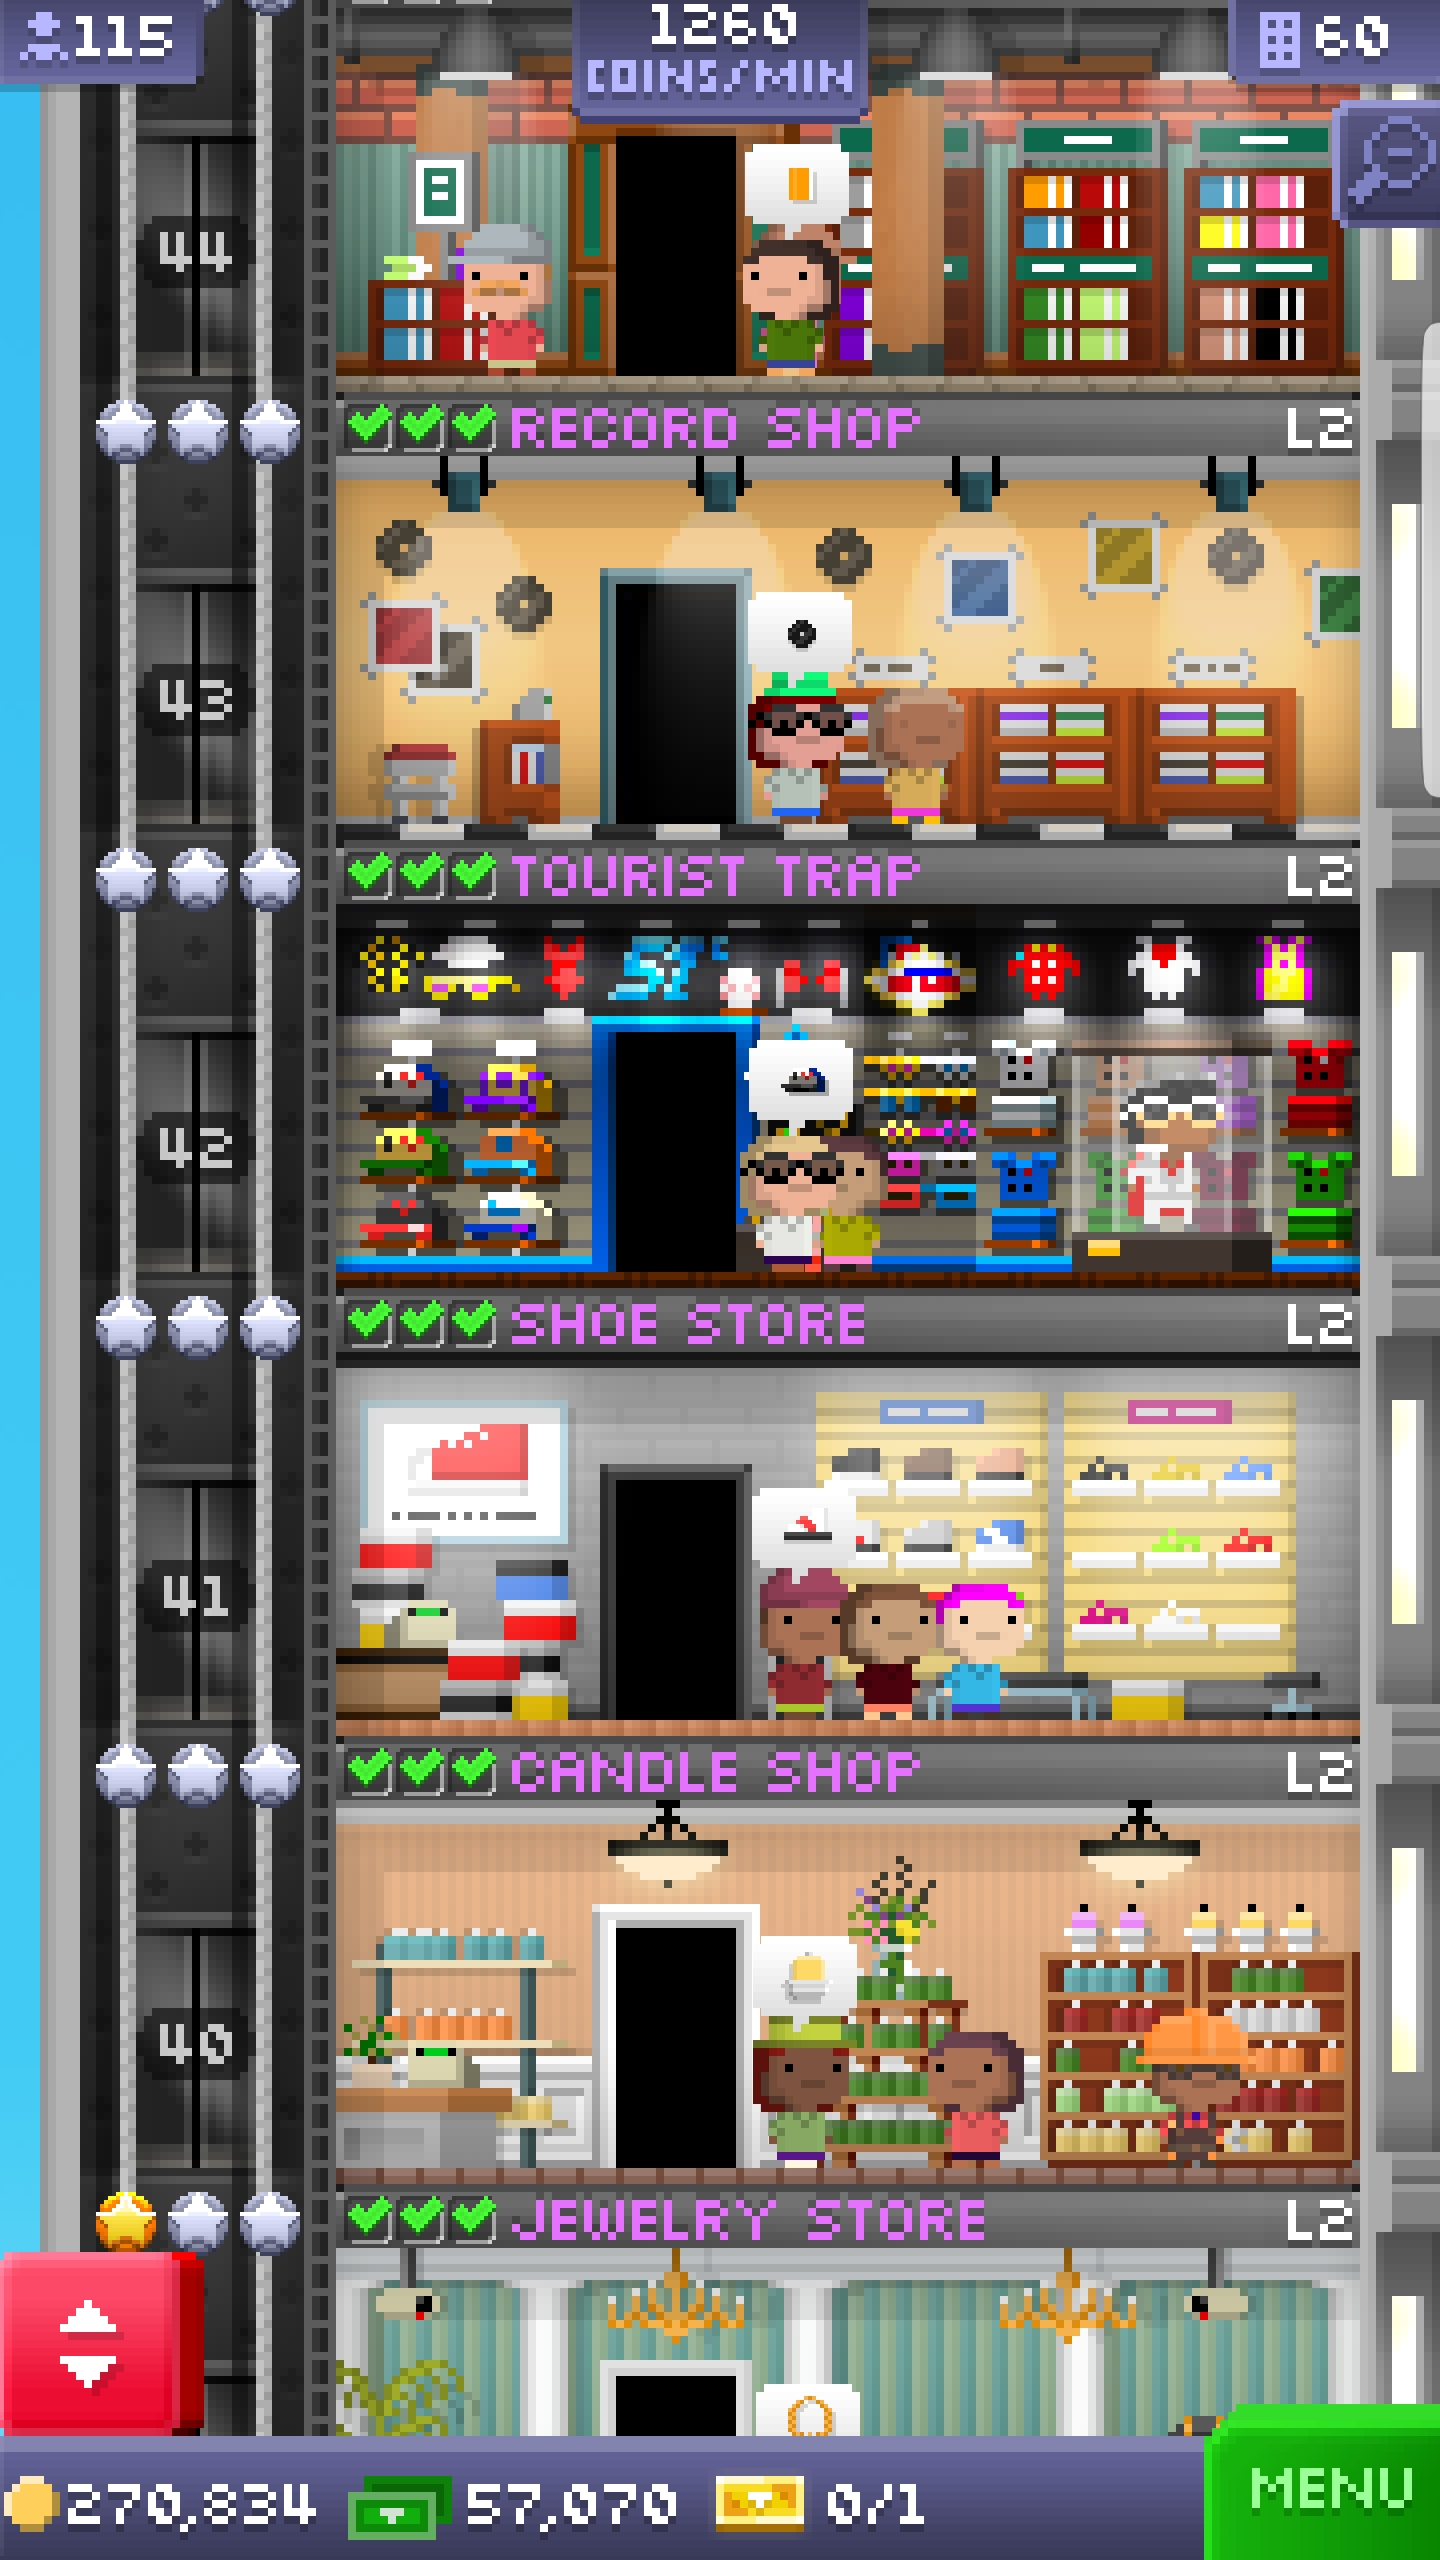 115
1260
COINS/MIN
60
44
RECORD SHOP L2
43
TOURIST TRAP L2
42
SHOE STORE L2
41
CANDLE SHOP L2
40
JEWELRY STORE L2
270,834 57,070 0/1
MENU